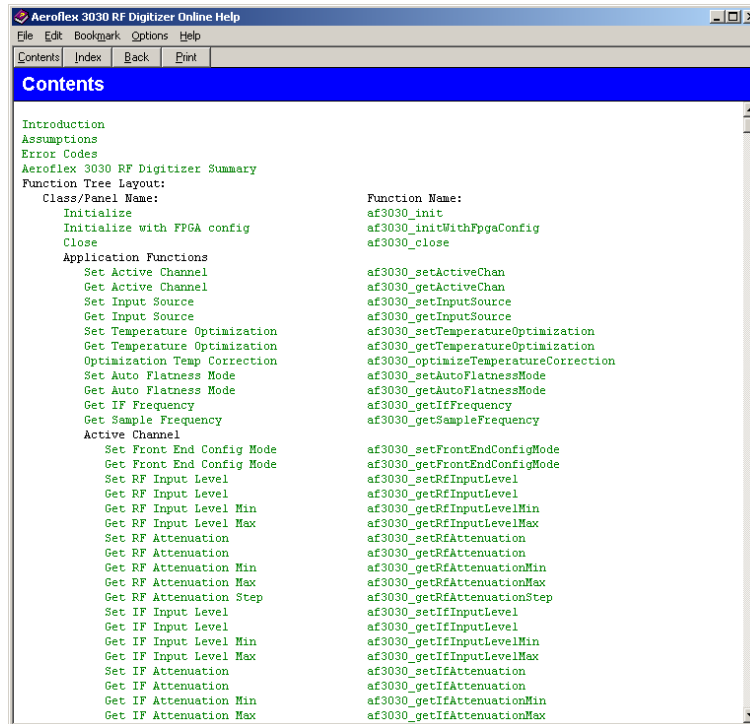 Aeroflex 3030 RF Digitizer Online Help
File Edit Bookmark Options Help
Contents Index Back Print
Contents
Introduction
Assumptions
Error Codes
Aeroflex 3030 RF Digitizer Summary
Function Tree Layout:
Class/Panel Name: Function Name:
Initialize af3030_init
Initialize with FPGA config af3030_initWithFpgaConfig
Close af3030_close
Application Functions
Set Active Channel af3030_setActiveChan
Get Active Channel af3030_getActiveChan
Set Input Source af3030_setInputSource
Get Input Source af3030_getInputSource
Set Temperature Optimization af3030_setTemperatureOptimization
Get Temperature Optimization af3030_getTemperatureOptimization
Optimization Temp Correction af3030_optimizeTemperatureCorrection
Set Auto Flatness Mode af3030_setAutoFlatnessMode
Get Auto Flatness Mode af3030_getAutoFlatnessMode
Get IF Frequency af3030_getIfFrequency
Get Sample Frequency af3030_getSampleFrequency
Active Channel
Set Front End Config Mode af3030_setFrontEndConfigMode
Get Front End Config Mode af3030_getFrontEndConfigMode
Set RF Input Level af3030_setRfInputLevel
Get RF Input Level af3030_getRfInputLevel
Get RF Input Level Min af3030_getRfInputLevelMin
Get RF Input Level Max af3030_getRfInputLevelMax
Set RF Attenuation af3030_setRfAttenuation
Get RF Attenuation af3030_getRfAttenuation
Get RF Attenuation Min af3030_getRfAttenuationMin
Get RF Attenuation Max af3030_getRfAttenuationMax
Get RF Attenuation Step af3030_getRfAttenuationStep
Set IF Input Level af3030_setIfInputLevel
Get IF Input Level af3030_getIfInputLevel
Get IF Input Level Min af3030_getIfInputLevelMin
Get IF Input Level Max af3030_getIfInputLevelMax
Set IF Attenuation af3030_setIfAttenuation
Get IF Attenuation af3030_getIfAttenuation
Get IF Attenuation Min af3030_getIfAttenuationMin
Get IF Attenuation Max af3030_getIfAttenuationMax